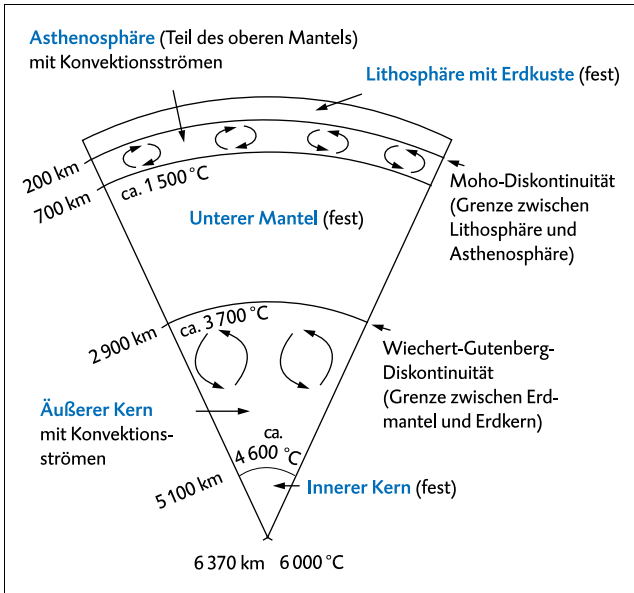 Asthenosphäre (Teil des oberen Mantels)
mit Konvektionsströmen
Lithosphäre mit Erdkuste (fest)
200 km
700 km
ca. 1 500 °C
Moho-Diskontinuität
(Grenze zwischen
Lithosphäre und
Asthenosphäre)
Unterer Mantel (fest)
2 900 km
ca. 3 700 °C
Wiechert-Gutenberg-
Diskontinuität
(Grenze zwischen Erd-
mantel und Erdkern)
Äußerer Kern
mit Konvektions-
strömen
ca.
4 600 °C
5 100 km
Innerer Kern (fest)
6 370 km 6 000 °C